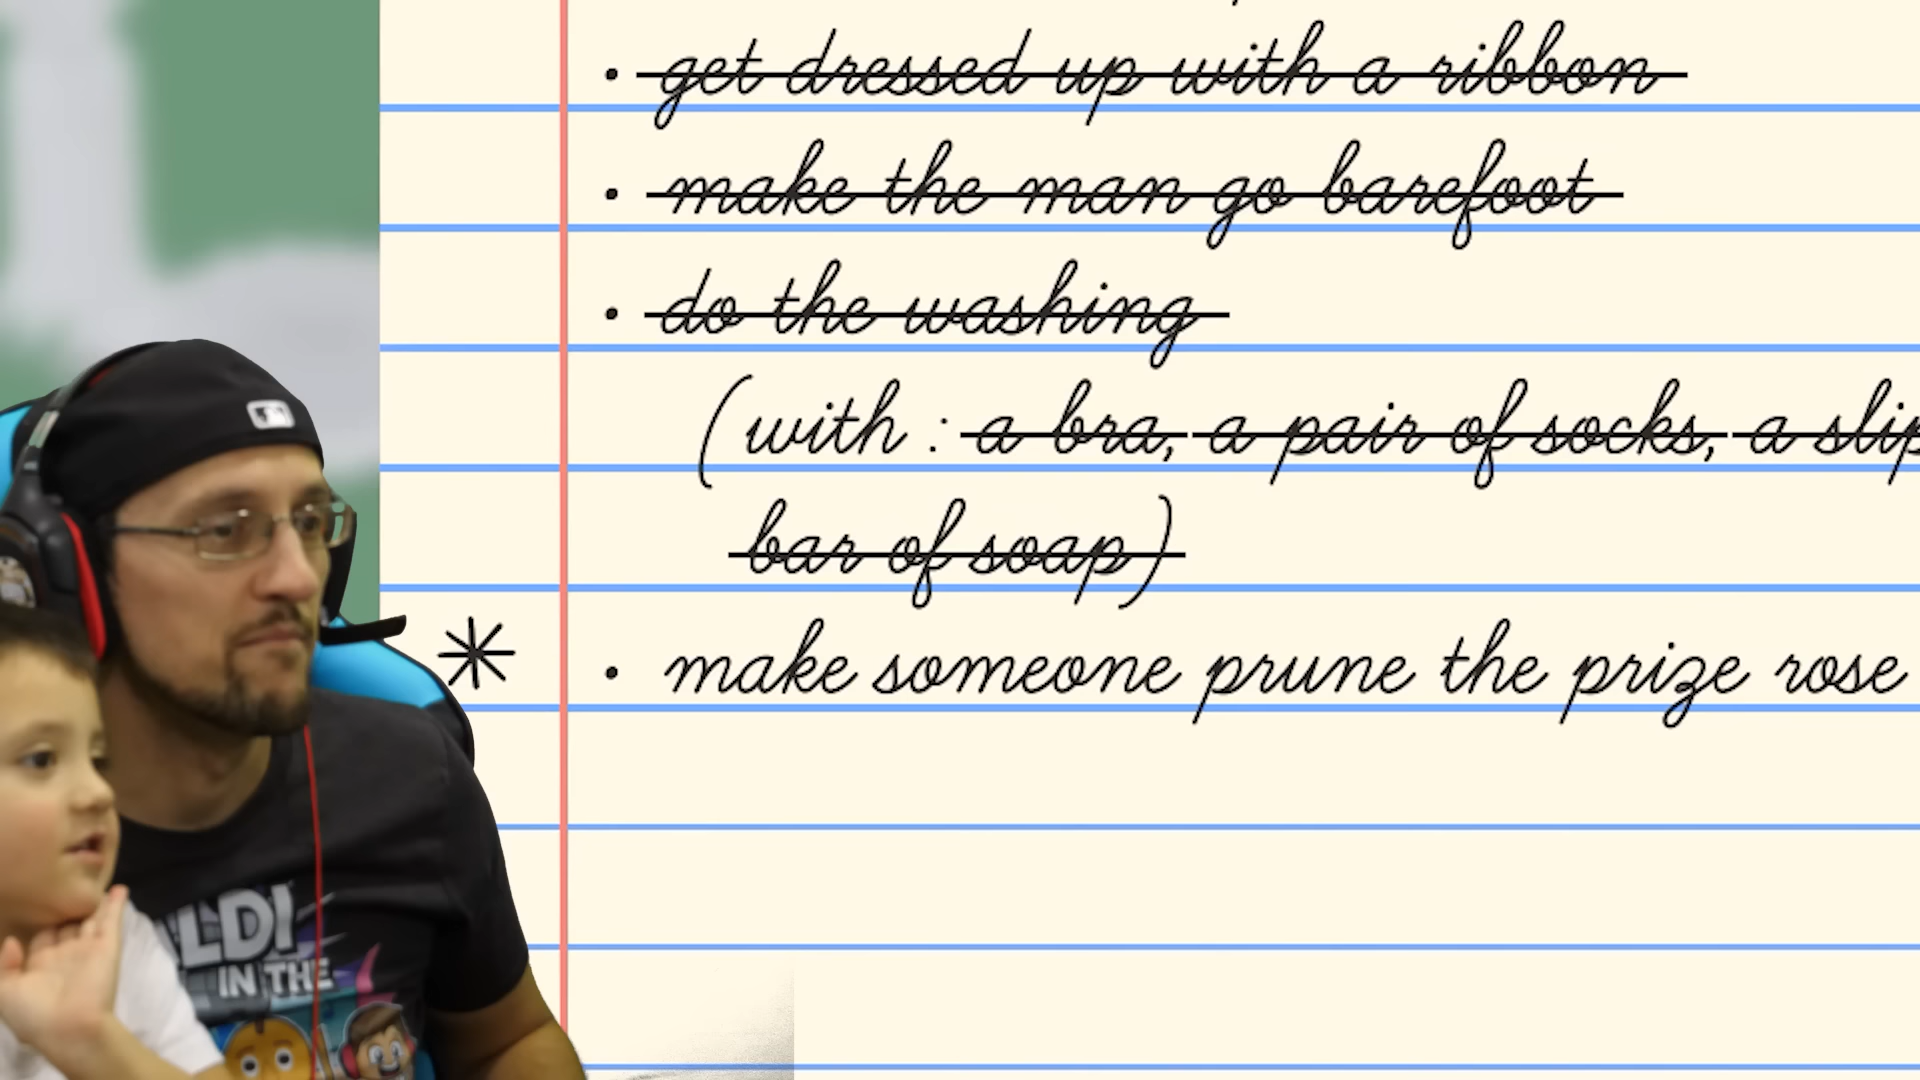 • get dressed up with a ribbon
• make the man go barefoot
• do the washing
(with : a bra, a pair of socks, a slip
bar of soap)
* • make someone prune the prize rose
LDI
IN THE